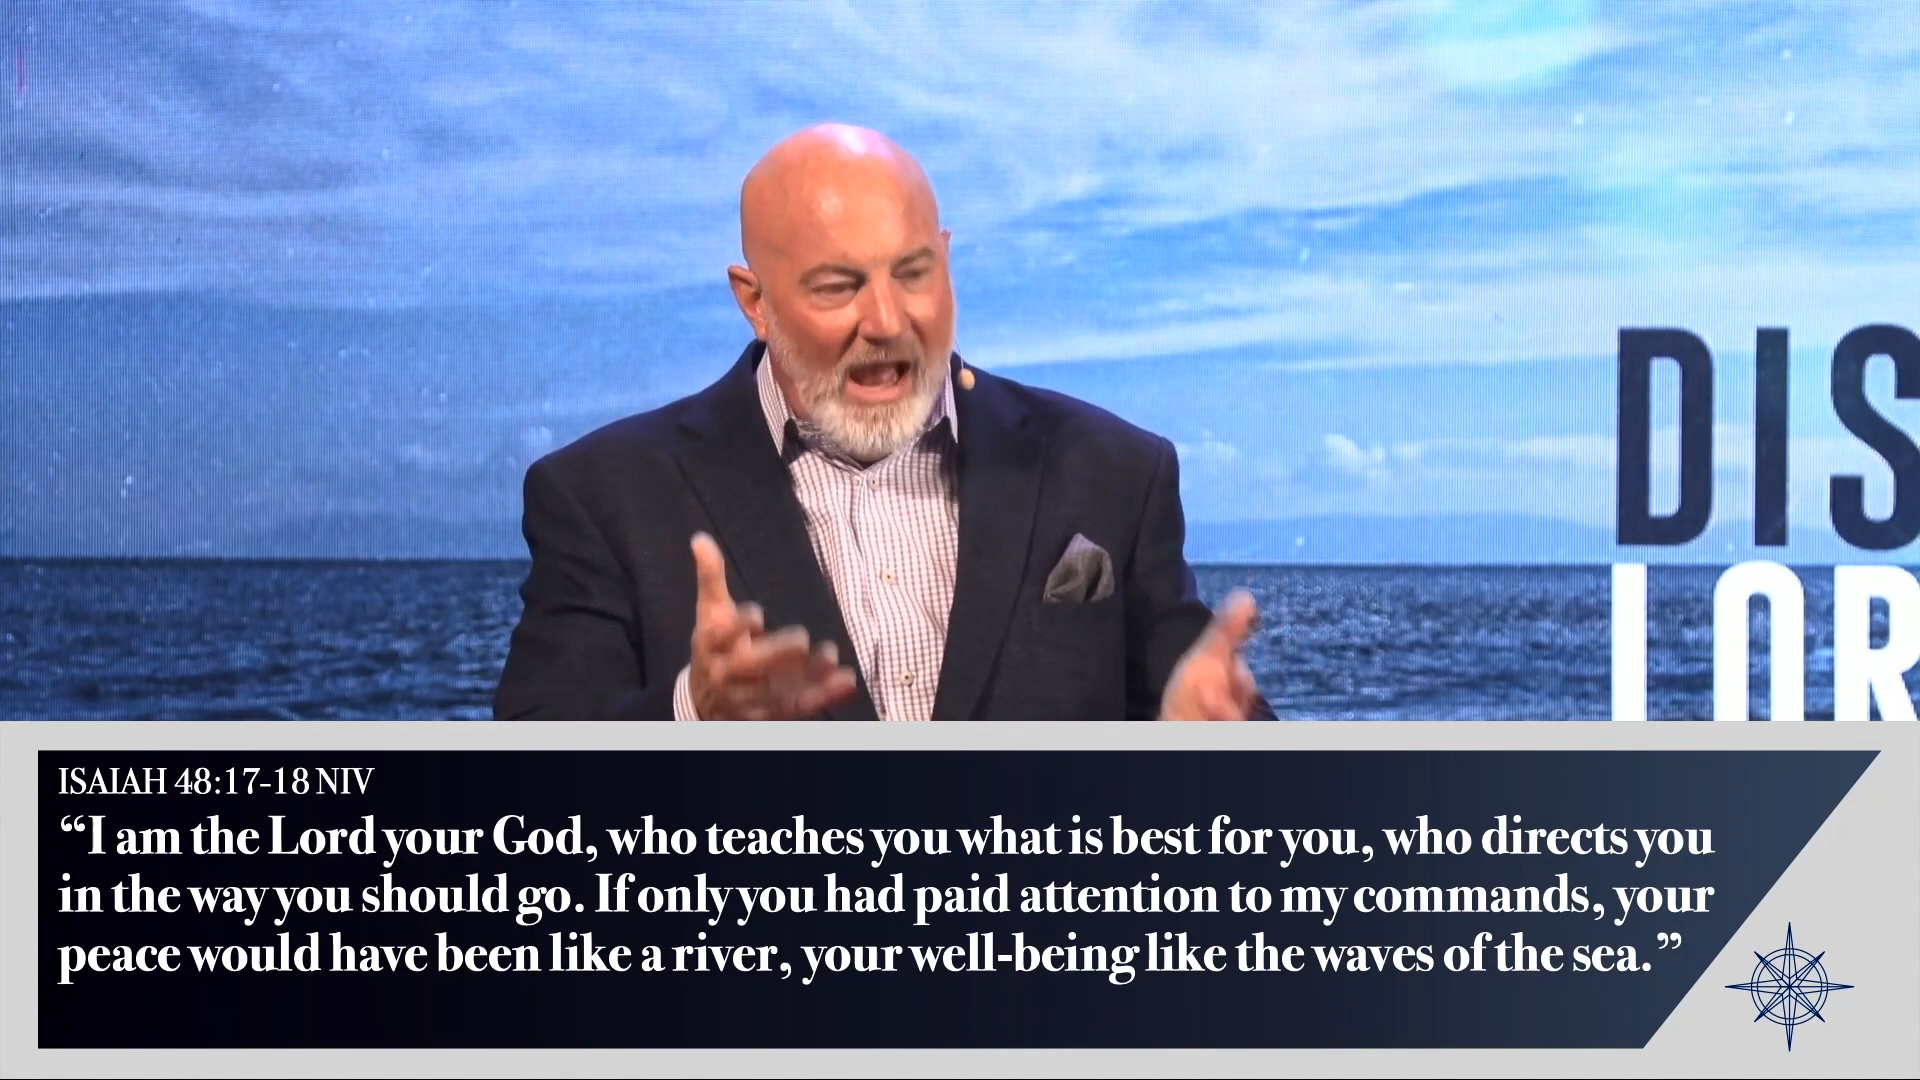 DIS
LOR
ISAIAH 48:17-18 NIV
“I am the Lord your God, who teaches you what is best for you, who directs you
in the way you should go. If only you had paid attention to my commands, your
peace would have been like a river, your well-being like the waves of the sea.”